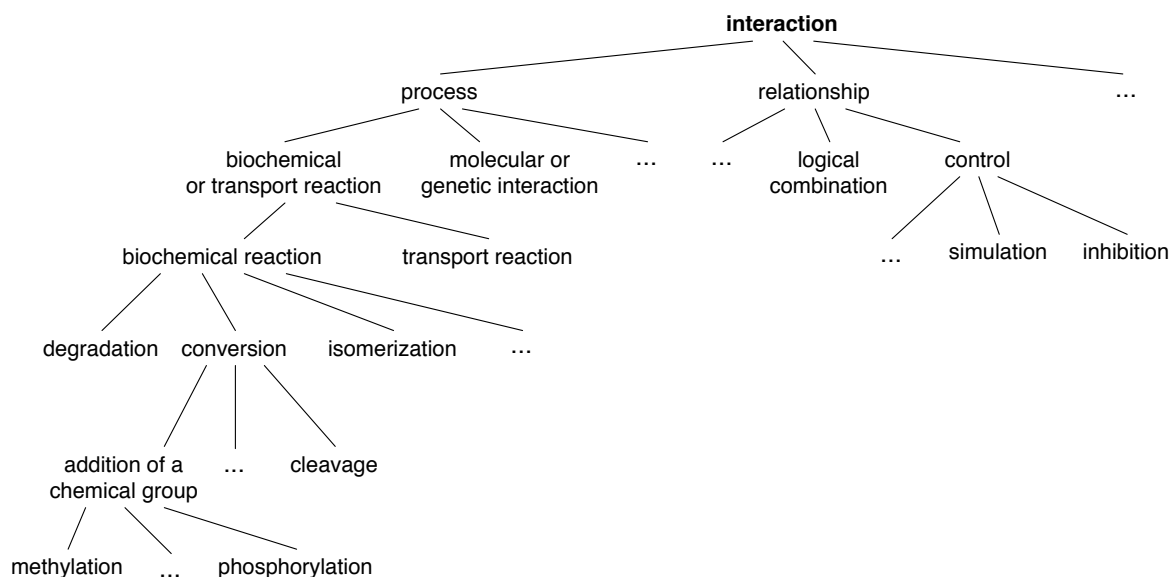 interaction
process
relationship
...
biochemical
or transport reaction
molecular or
genetic interaction
...
...
logical
combination
control
biochemical reaction
transport reaction
...
simulation
inhibition
degradation
conversion
isomerization
...
addition of a
chemical group
...
cleavage
methylation
...
phosphorylation